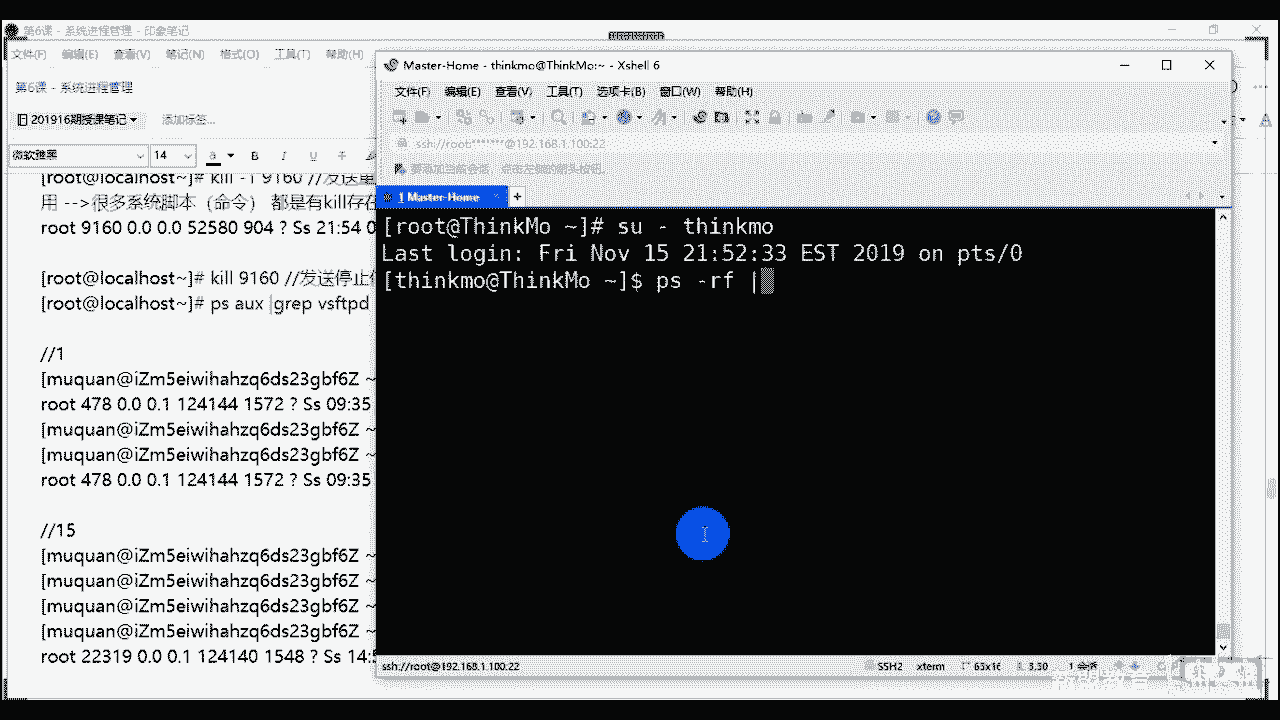 第6课 - 系统进程管理 - 印象笔记
文件(F) 编辑(E) 查看(V) 笔记(N) 格式(O) 工具(T) 帮助(H)
第6课 - 系统进程管理
201916期授课笔记 添加标签...
微软雅黑 14 a B I U T
[root@localhost~]# kill -1 9160 //发送重
用 -->很多系统脚本（命令） 都是有kill存在
root 9160 0.0 0.0 52580 904 ? Ss 21:54 0
[root@localhost~]# kill 9160 //发送停止
[root@localhost~]# ps aux |grep vsftpd
//1
[muquan@iZm5eiwihahzq6ds23gbf6Z ~
root 478 0.0 0.1 124144 1572 ? Ss 09:35
[muquan@iZm5eiwihahzq6ds23gbf6Z ~
[muquan@iZm5eiwihahzq6ds23gbf6Z ~
root 478 0.0 0.1 124144 1572 ? Ss 09:35
//15
[muquan@iZm5eiwihahzq6ds23gbf6Z ~
[muquan@iZm5eiwihahzq6ds23gbf6Z ~
[muquan@iZm5eiwihahzq6ds23gbf6Z ~
[muquan@iZm5eiwihahzq6ds23gbf6Z ~
root 22319 0.0 0.1 124140 1548 ? Ss 14:5
Master-Home - thinkmo@ThinkMo:~ - Xshell 6
文件(F) 编辑(E) 查看(V) 工具(T) 选项卡(B) 窗口(W) 帮助(H)
ssh://root:*******@192.168.1.100:22
要添加当前会话，点击左侧的箭头按钮。
1 Master-Home
[root@ThinkMo ~]# su - thinkmo
Last login: Fri Nov 15 21:52:33 EST 2019 on pts/0
[thinkmo@ThinkMo ~]$ ps -rf |
ssh://root@192.168.1.100:22 SSH2 xterm 63x16 3,30 1 会话